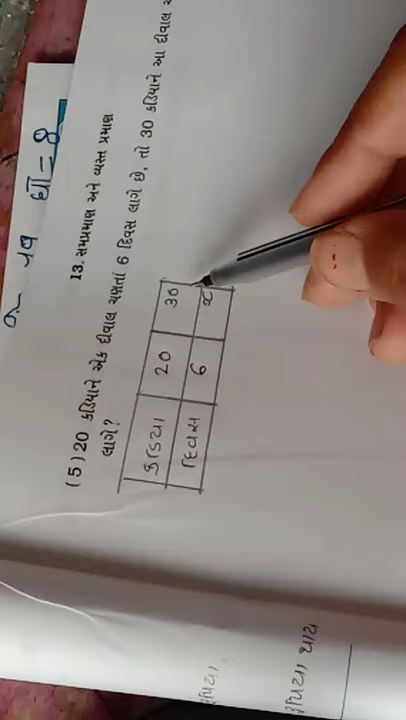 13. સમપ્રમાણ અને વ્યસ્ત પ્રમાણ
(5) 20 કડિયાને એક દીવાલ ચણતાં 6 દિવસ લાગે છે, તો 30 કડિયાને આ દીવાલ
લાગે?
કડિયા 20 30
દિવસ 6
રૂપિયા થાય